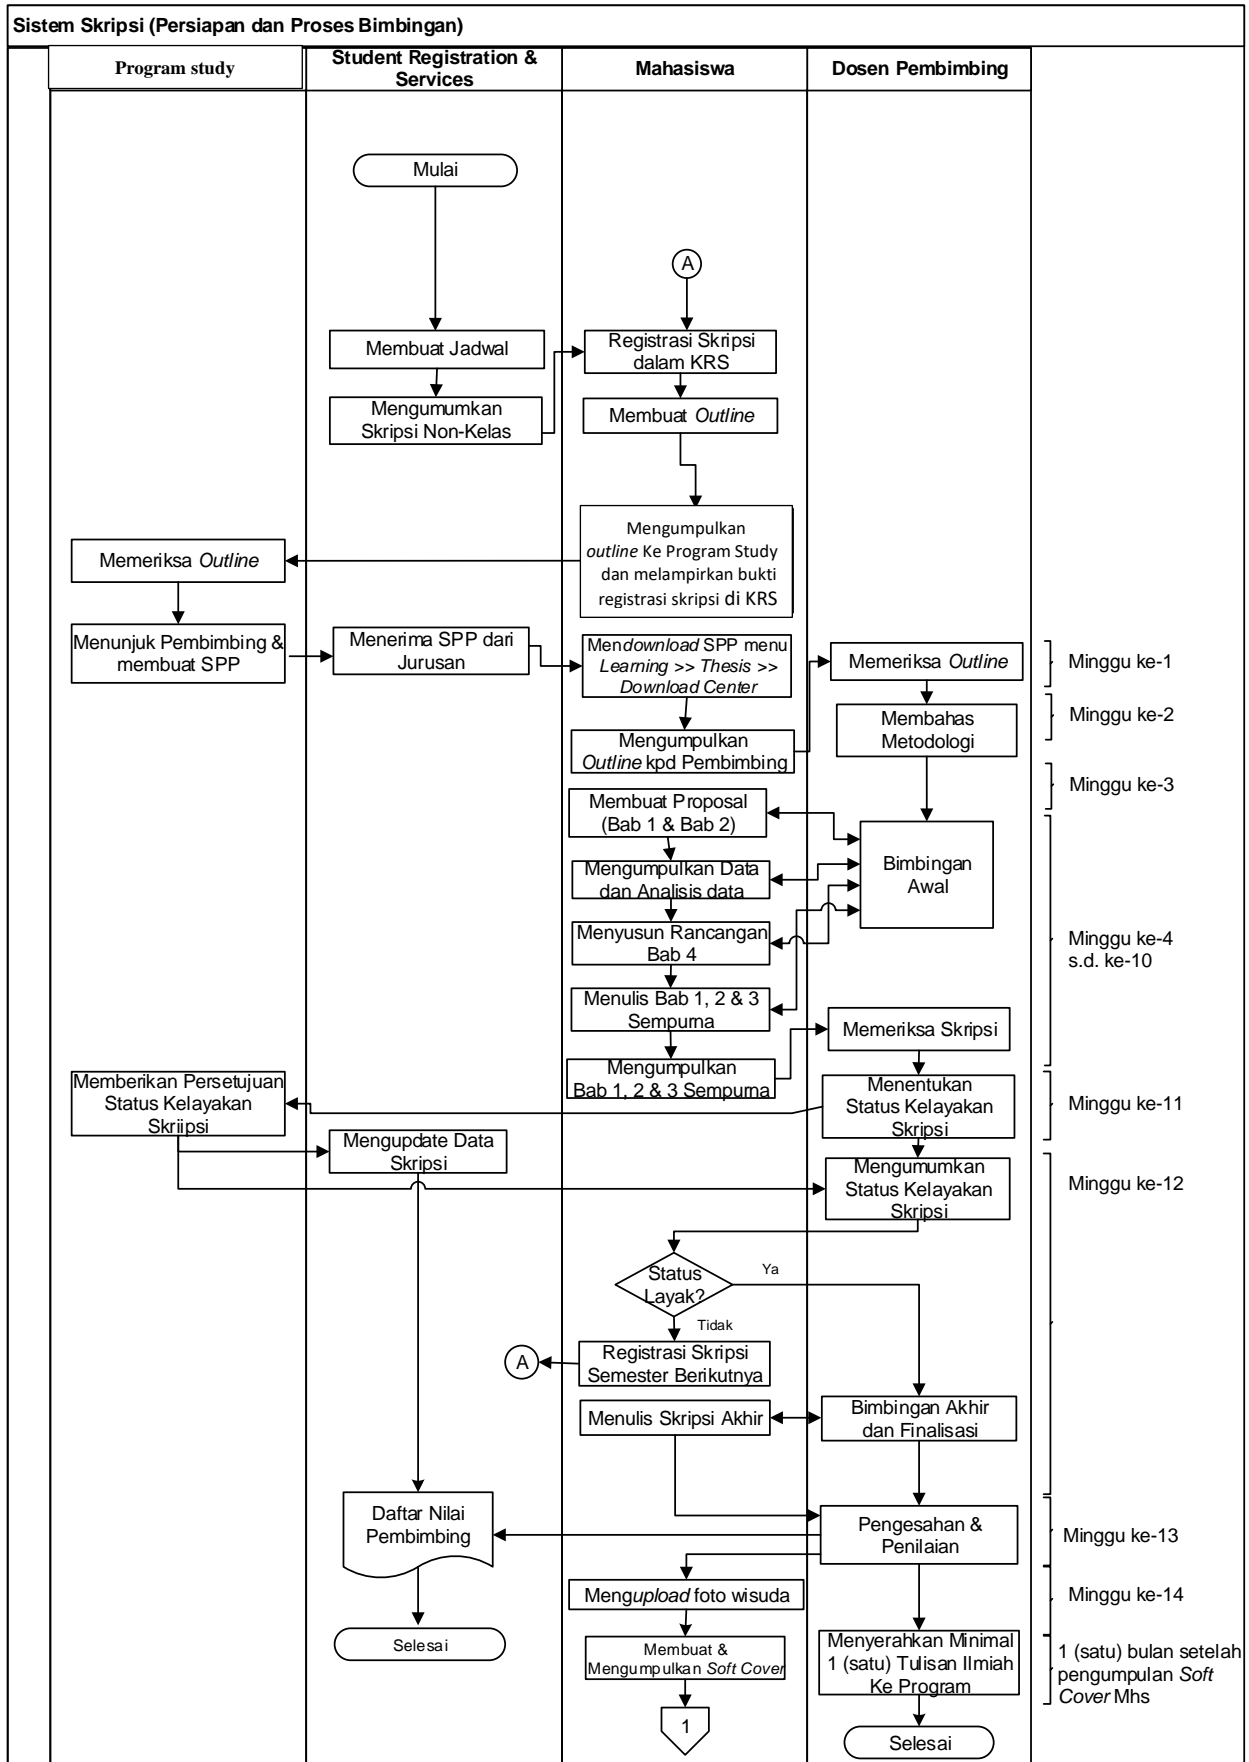 Sistem Skripsi (Persiapan dan Proses Bimbingan)
Program study
Student Registration &
Services
Mahasiswa
Dosen Pembimbing
Mulai
A
Membuat Jadwal
Registrasi Skripsi
dalam KRS
Mengumumkan
Skripsi Non-Kelas
Membuat Outline
Mengumpulkan
outline Ke Program Study
dan melampirkan bukti
registrasi skripsi di KRS
Memeriksa Outline
Menunjuk Pembimbing &
membuat SPP
Menerima SPP dari
Jurusan
Mendownload SPP menu
Learning >> Thesis >>
Download Center
Memeriksa Outline
Minggu ke-1
Membahas
Metodologi
Minggu ke-2
Mengumpulkan
Outline kpd Pembimbing
Minggu ke-3
Membuat Proposal
(Bab 1 & Bab 2)
Bimbingan
Awal
Mengumpulkan Data
dan Analisis data
Menyusun Rancangan
Bab 4
Minggu ke-4
s.d. ke-10
Menulis Bab 1, 2 & 3
Sempurna
Memeriksa Skripsi
Mengumpulkan
Bab 1, 2 & 3 Sempurna
Memberikan Persetujuan
Status Kelayakan
Skriipsi
Menentukan
Status Kelayakan
Skripsi
Minggu ke-11
Mengupdate Data
Skripsi
Mengumumkan
Status Kelayakan
Skripsi
Minggu ke-12
Status
Layak?
Ya
Tidak
Registrasi Skripsi
Semester Berikutnya
A
Menulis Skripsi Akhir
Bimbingan Akhir
dan Finalisasi
Daftar Nilai
Pembimbing
Pengesahan &
Penilaian
Minggu ke-13
Mengupload foto wisuda
Minggu ke-14
Selesai
Membuat &
Mengumpulkan Soft Cover
Menyerahkan Minimal
1 (satu) Tulisan Ilmiah
Ke Program
1 (satu) bulan setelah
pengumpulan Soft
Cover Mhs
1
Selesai